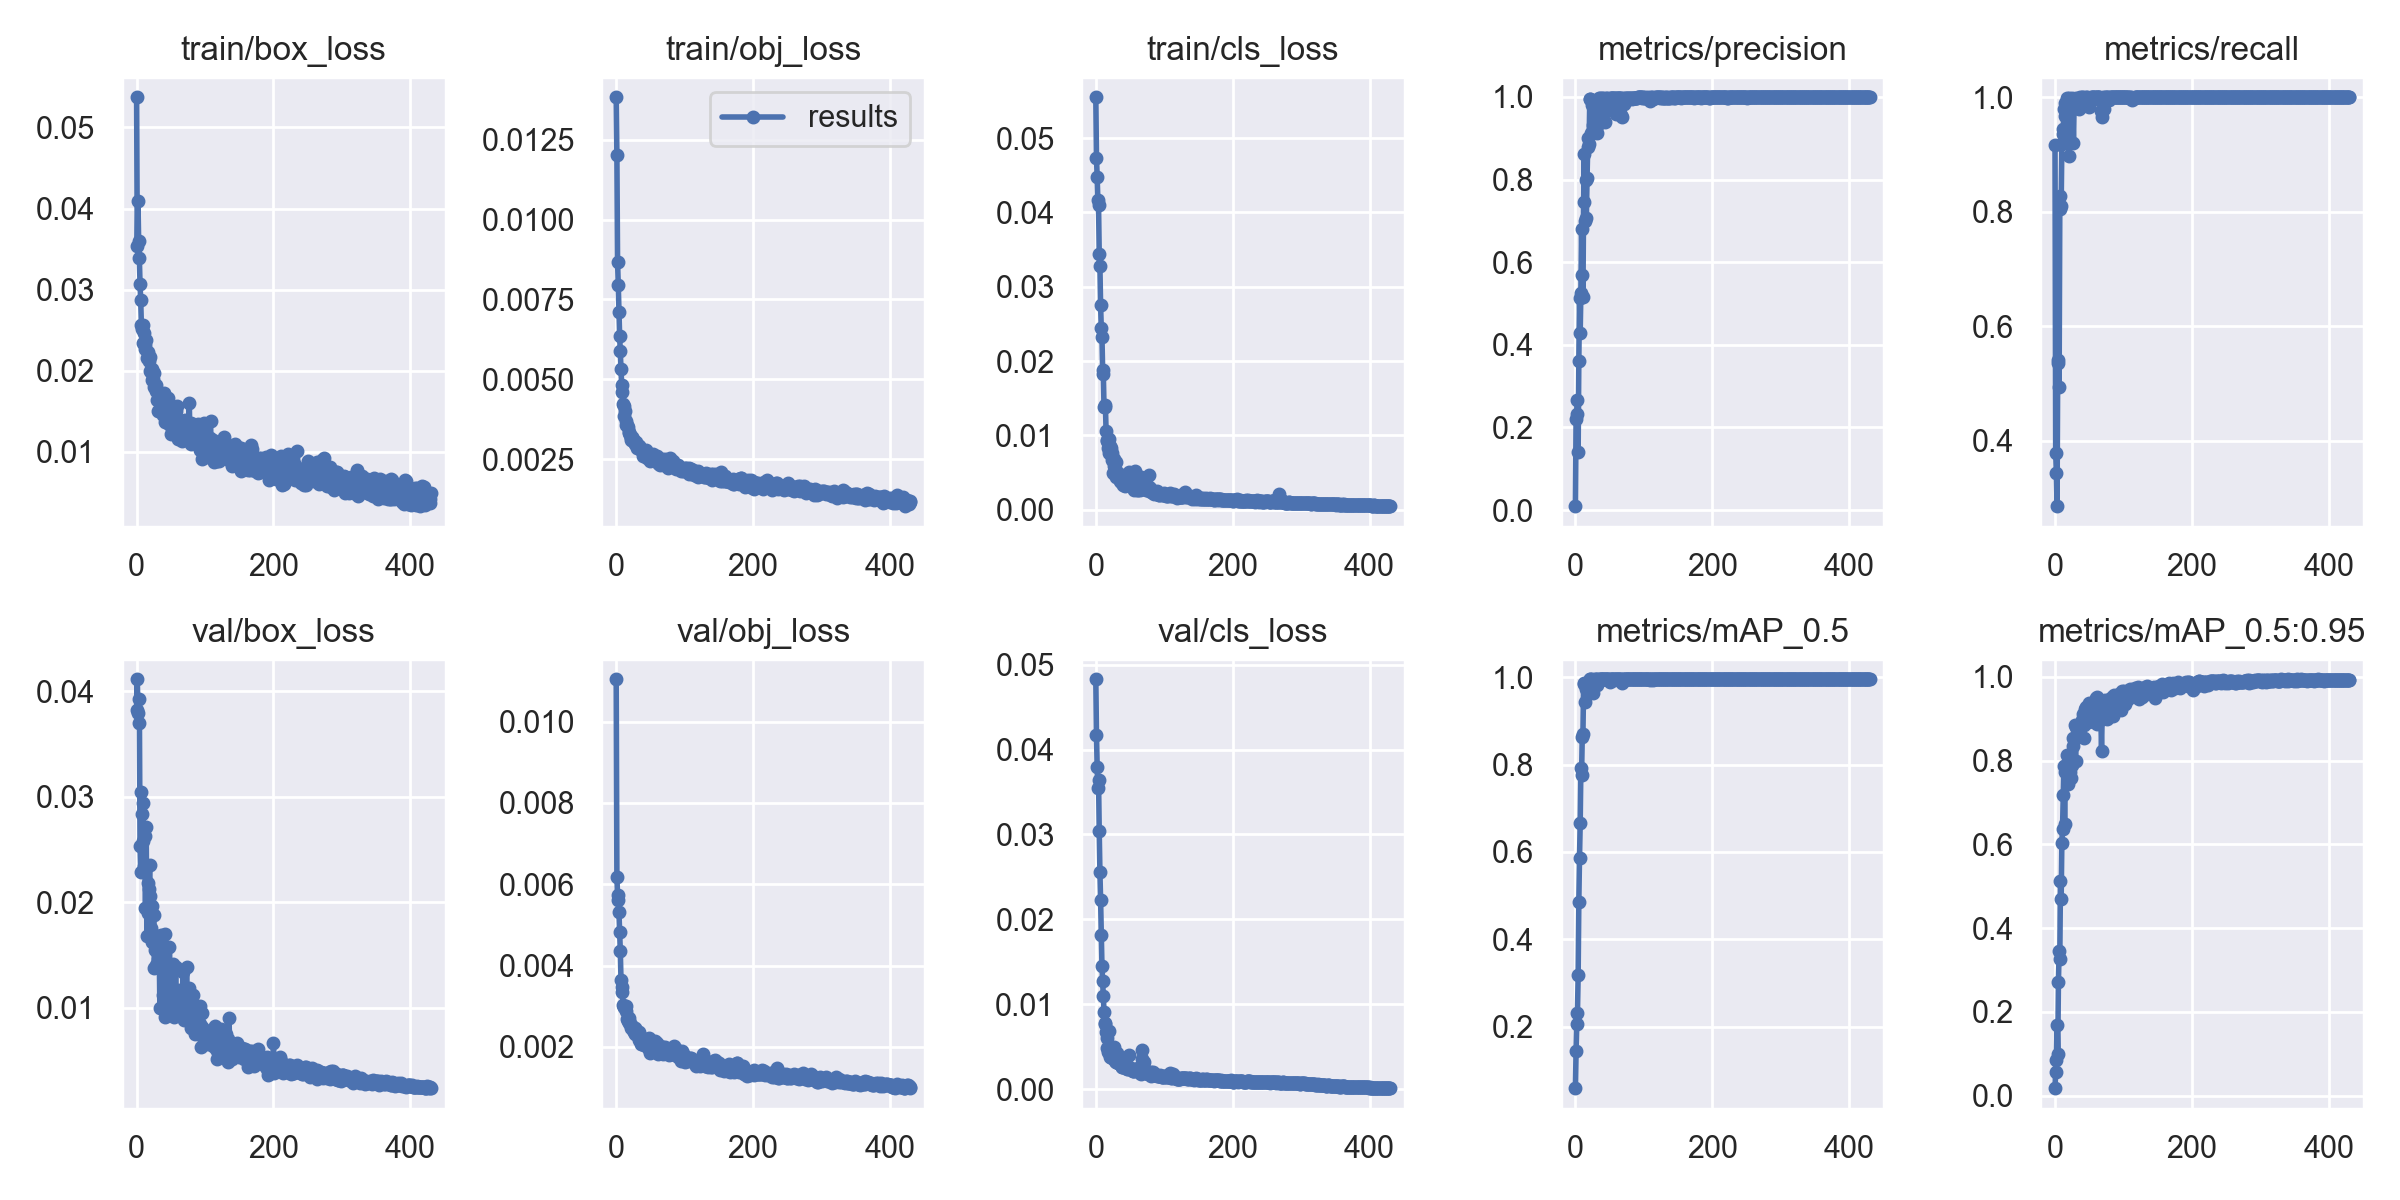 train/box_loss
0.05
0.04
0.03
0.02
0.01
0 200 400
train/obj_loss
results
0.0125
0.0100
0.0075
0.0050
0.0025
0 200 400
train/cls_loss
0.05
0.04
0.03
0.02
0.01
0.00
0 200 400
metrics/precision
1.0
0.8
0.6
0.4
0.2
0.0
0 200 400
metrics/recall
1.0
0.8
0.6
0.4
0 200 400
val/box_loss
0.04
0.03
0.02
0.01
0 200 400
val/obj_loss
0.010
0.008
0.006
0.004
0.002
0 200 400
val/cls_loss
0.05
0.04
0.03
0.02
0.01
0.00
0 200 400
metrics/mAP_0.5
1.0
0.8
0.6
0.4
0.2
0 200 400
metrics/mAP_0.5:0.95
1.0
0.8
0.6
0.4
0.2
0.0
0 200 400